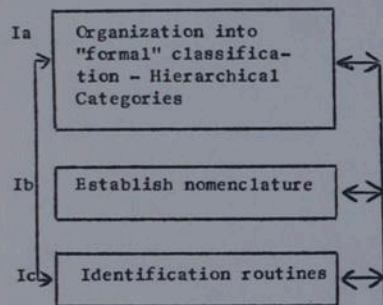 Ia
Organization into
"formal" classifica-
tion – Hierarchical
Categories
Ib
Establish nomenclature
Ic
Identification routines